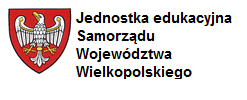 Jednostka edukacyjna
Samorządu
Województwa
Wielkopolskiego